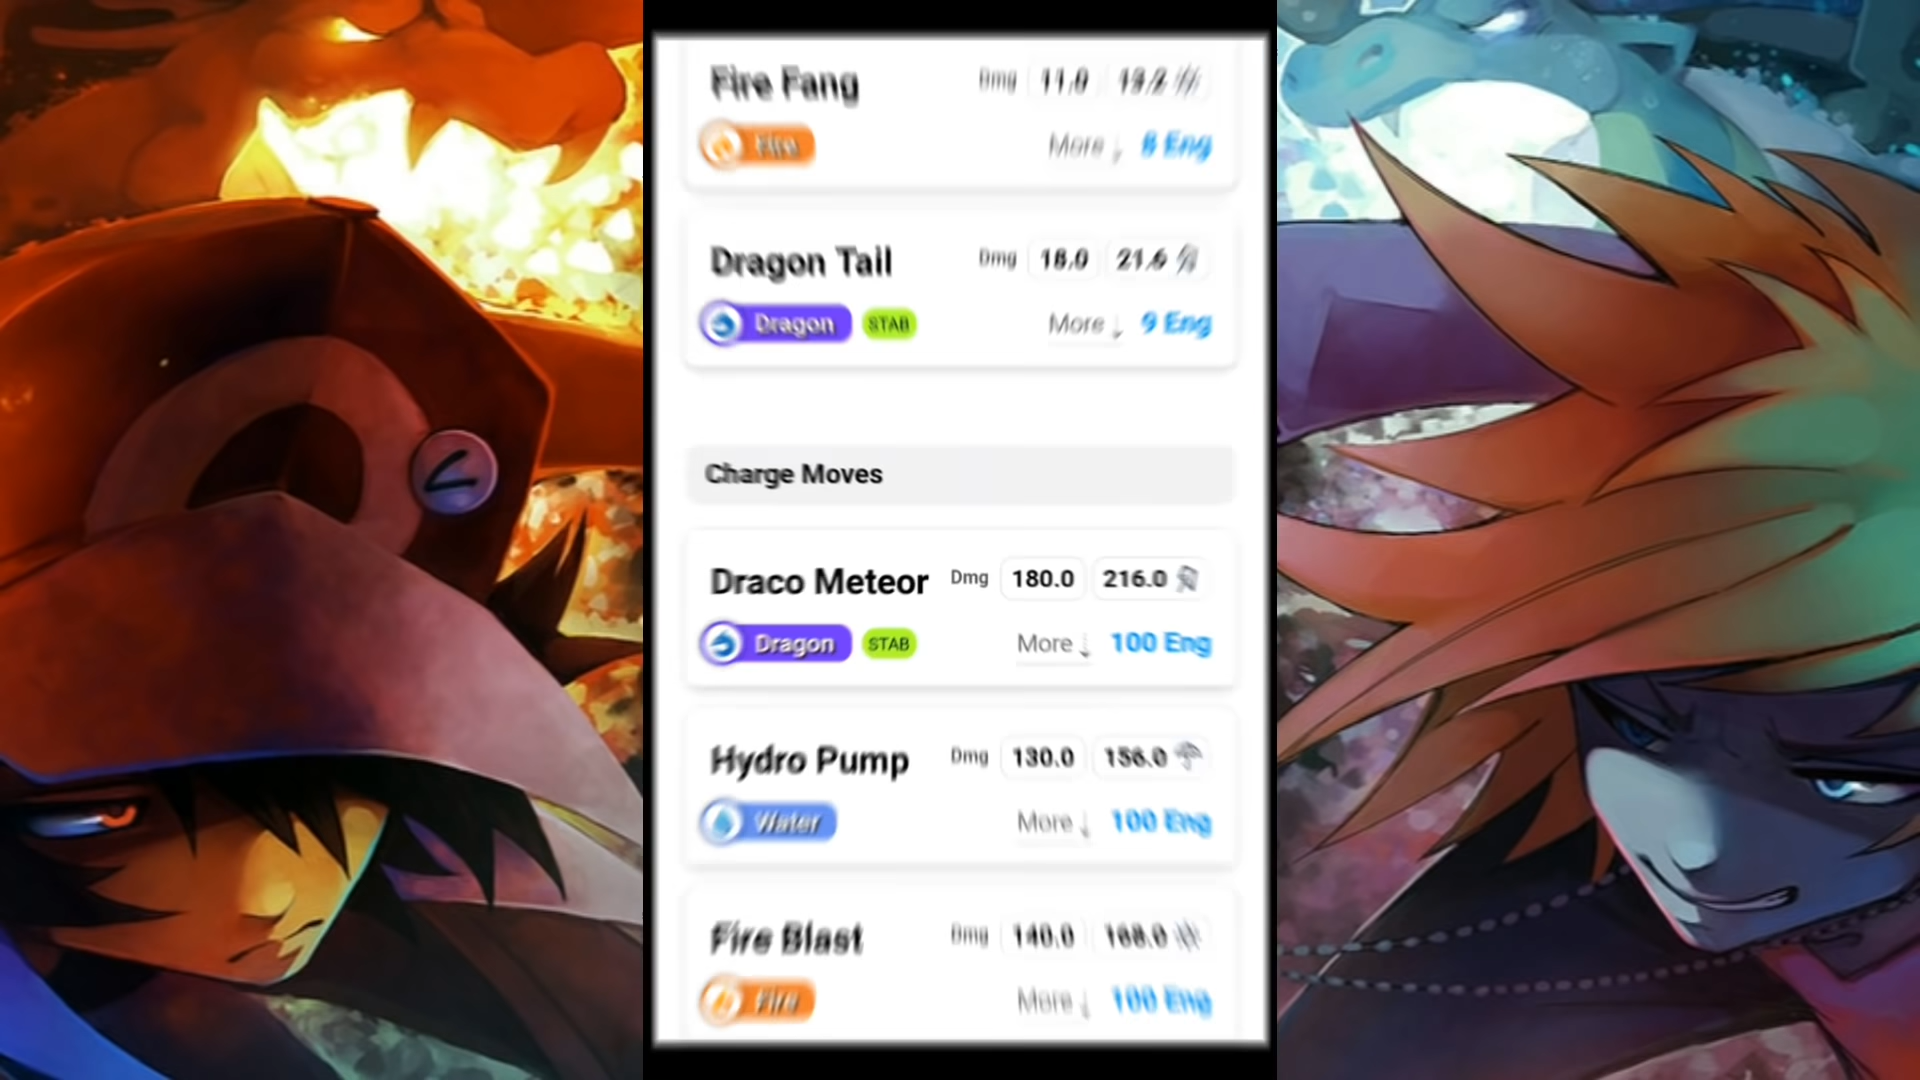 Fire Fang Dmg 11.0 13.2
Fire More ↓ 8 Eng
Dragon Tail Dmg 18.0 21.6
Dragon STAB More ↓ 9 Eng
Charge Moves
Draco Meteor Dmg 180.0 216.0
Dragon STAB More ↓ 100 Eng
Hydro Pump Dmg 130.0 156.0
Water More ↓ 100 Eng
Fire Blast Dmg 140.0 168.0
Fire More ↓ 100 Eng